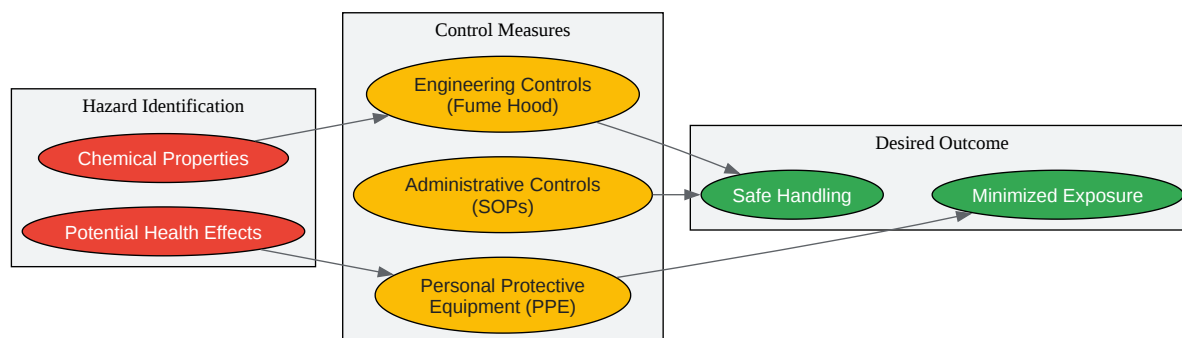 Hazard Identification
Chemical Properties
Potential Health Effects
Control Measures
Engineering Controls
(Fume Hood)
Administrative Controls
(SOPs)
Personal Protective
Equipment (PPE)
Desired Outcome
Safe Handling
Minimized Exposure